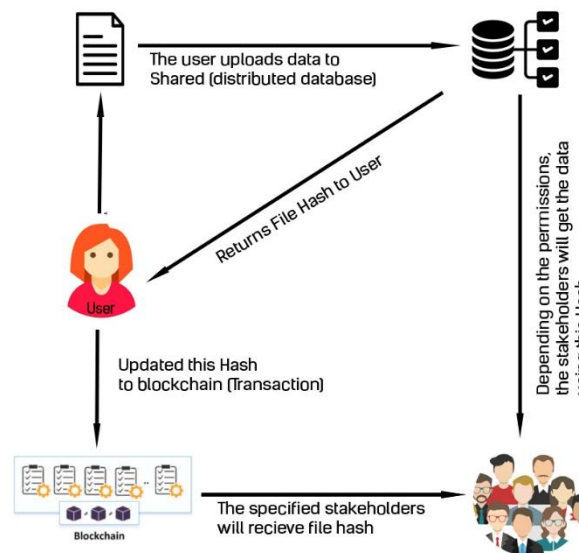 The user uploads data to
Shared (distributed database)
Returns File Hash to User
Depending on the permissions,
the stakeholders will get the data
User
Updated this Hash
to blockchain (Transaction)
..
Blockchain
The specified stakeholders
will recieve file hash